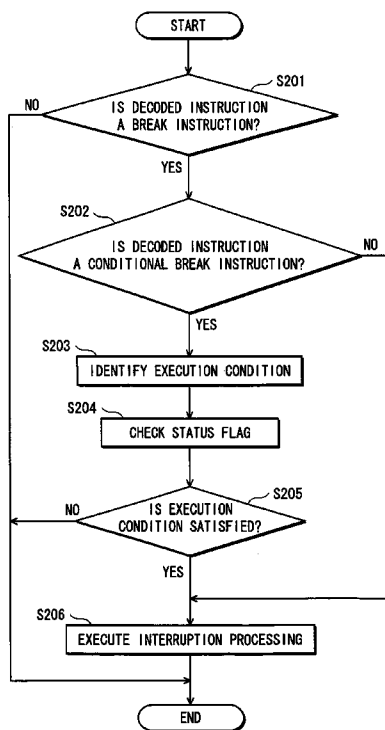 START
S201
NO
IS DECODED INSTRUCTION
A BREAK INSTRUCTION?
YES
S202
IS DECODED INSTRUCTION
A CONDITIONAL BREAK INSTRUCTION?
NO
YES
S203
IDENTIFY EXECUTION CONDITION
S204
CHECK STATUS FLAG
S205
NO
IS EXECUTION
CONDITION SATISFIED?
YES
S206
EXECUTE INTERRUPTION PROCESSING
END